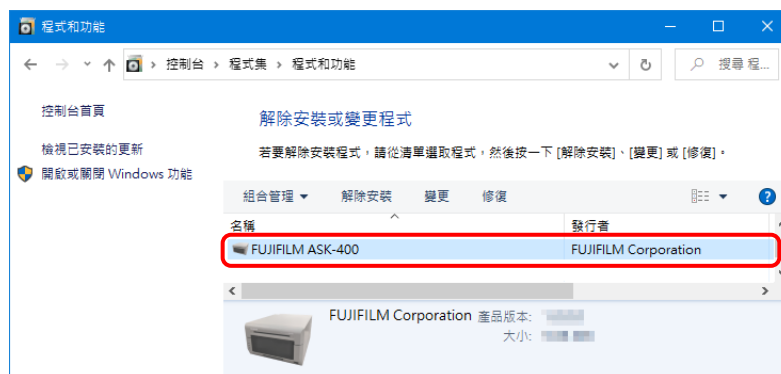 程式和功能
控制台 › 程式集 › 程式和功能
搜尋 程...
控制台首頁
檢視已安裝的更新
開啟或關閉 Windows 功能
解除安裝或變更程式
若要解除安裝程式，請從清單選取程式，然後按一下 [解除安裝]、[變更] 或 [修復]。
組合管理 解除安裝 變更 修復
名稱 發行者
FUJIFILM ASK-400 FUJIFILM Corporation
FUJIFILM Corporation 產品版本:
大小: